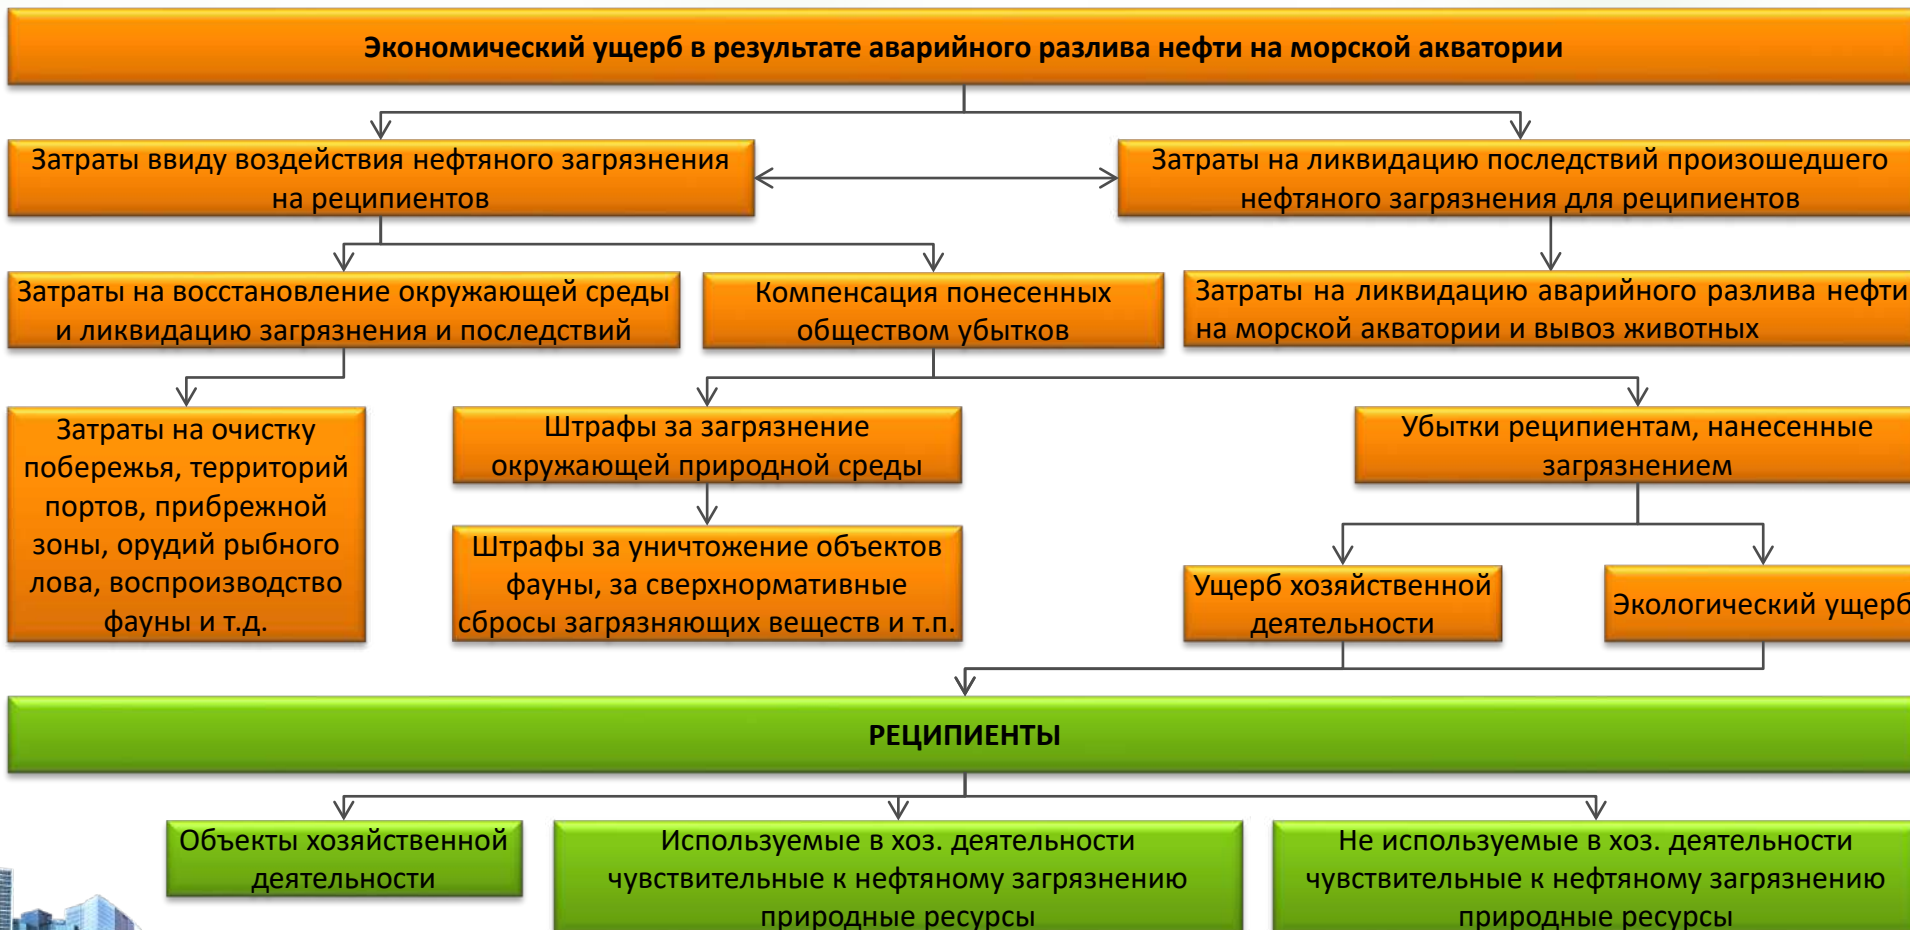 Экономический ущерб в результате аварийного разлива нефти на морской акватории
Затраты ввиду воздействия нефтяного загрязнения
на реципиентов
Затраты на ликвидацию последствий произошедшего
нефтяного загрязнения для реципиентов
Затраты на восстановление окружающей среды
и ликвидацию загрязнения и последствий
Компенсация понесенных
обществом убытков
Затраты на ликвидацию аварийного разлива нефти
на морской акватории и вывоз животных
Затраты на очистку
побережья, территорий
портов, прибрежной
зоны, орудий рыбного
лова, воспроизводство
фауны и т.д.
Штрафы за загрязнение
окружающей природной среды
Убытки реципиентам, нанесенные
загрязнением
Штрафы за уничтожение объектов
фауны, за сверхнормативные
сбросы загрязняющих веществ и т.п.
Ущерб хозяйственной
деятельности
Экологический ущерб
РЕЦИПИЕНТЫ
Объекты хозяйственной
деятельности
Используемые в хоз. деятельности
чувствительные к нефтяному загрязнению
природные ресурсы
Не используемые в хоз. деятельности
чувствительные к нефтяному загрязнению
природные ресурсы